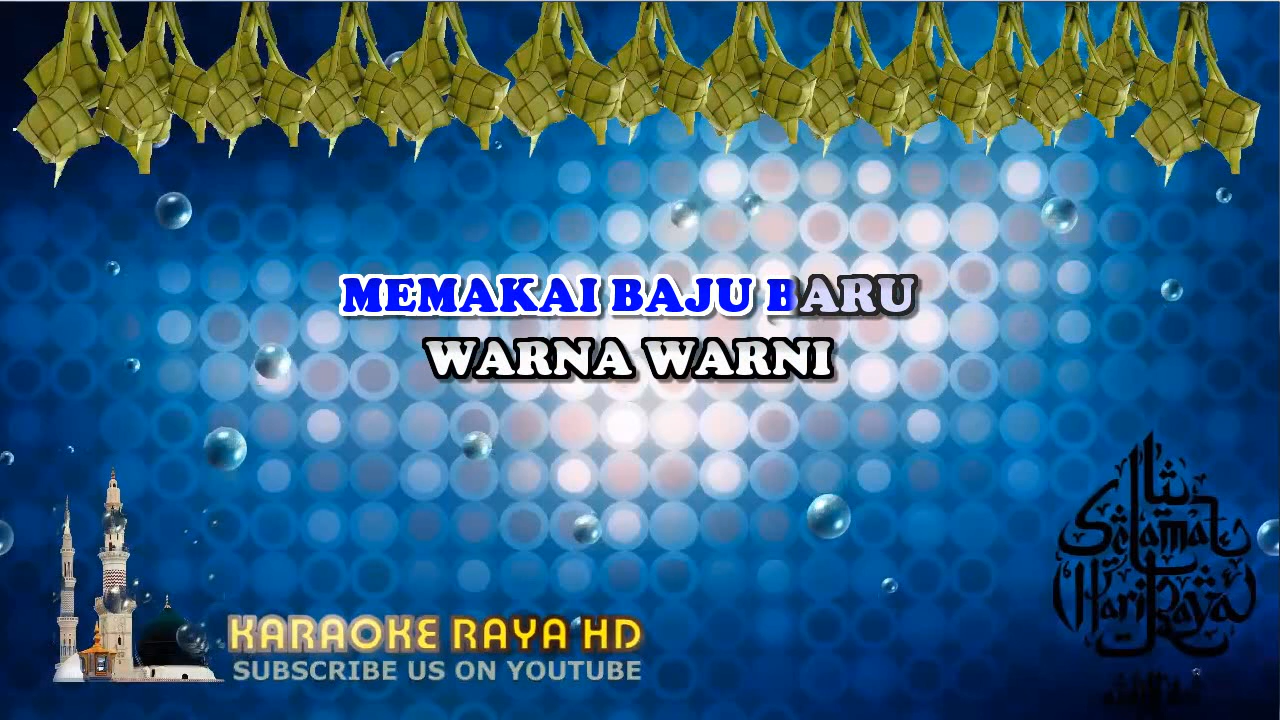 MEMAKAI BAJU BARU
WARNA WARNI
Selamat
Hari Raya
KARAOKE RAYA HD
SUBSCRIBE US ON YOUTUBE